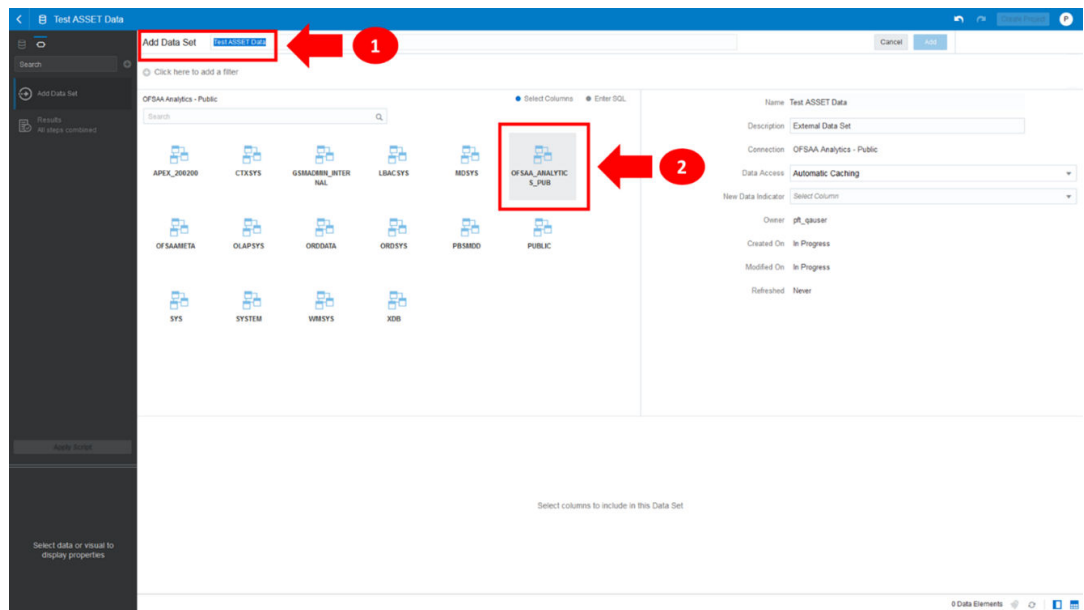 Test ASSET Data
Create Project
P
Search
Add Data Set
Results
All steps combined
Apply Script
Select data or visual to
display properties
Add Data Set Test ASSET Data
1
Cancel Add
Click here to add a filter
OFSAA Analytics - Public
Select Columns Enter SQL
Search
APEX_200200
CTXSYS
GSMADMIN_INTER
NAL
LBACSYS
MDSYS
OFSAA_ANALYTIC
S_PUB
2
OFSAAMETA
OLAPSYS
ORDDATA
ORDSYS
PBSMDD
PUBLIC
SYS
SYSTEM
WMSYS
XDB
Name Test ASSET Data
Description External Data Set
Connection OFSAA Analytics - Public
Data Access Automatic Caching
New Data Indicator Select Column
Owner pft_qauser
Created On In Progress
Modified On In Progress
Refreshed Never
Select columns to include in this Data Set
0 Data Elements